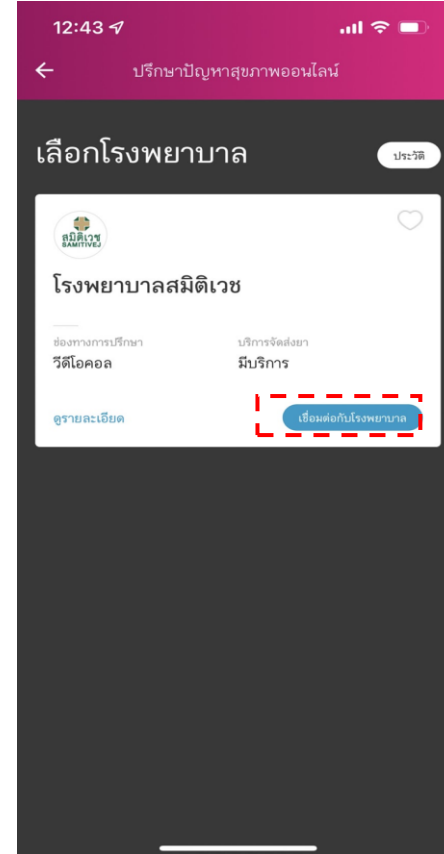 12:43
ปรึกษาปัญหาสุขภาพออนไลน์
เลือกโรงพยาบาล
ประวัติ
สมิติเวช
SAMITIVEJ
โรงพยาบาลสมิติเวช
ช่องทางการปรึกษา
บริการจัดส่งยา
วีดีโอคอล
มีบริการ
ดูรายละเอียด
เชื่อมต่อกับโรงพยาบาล